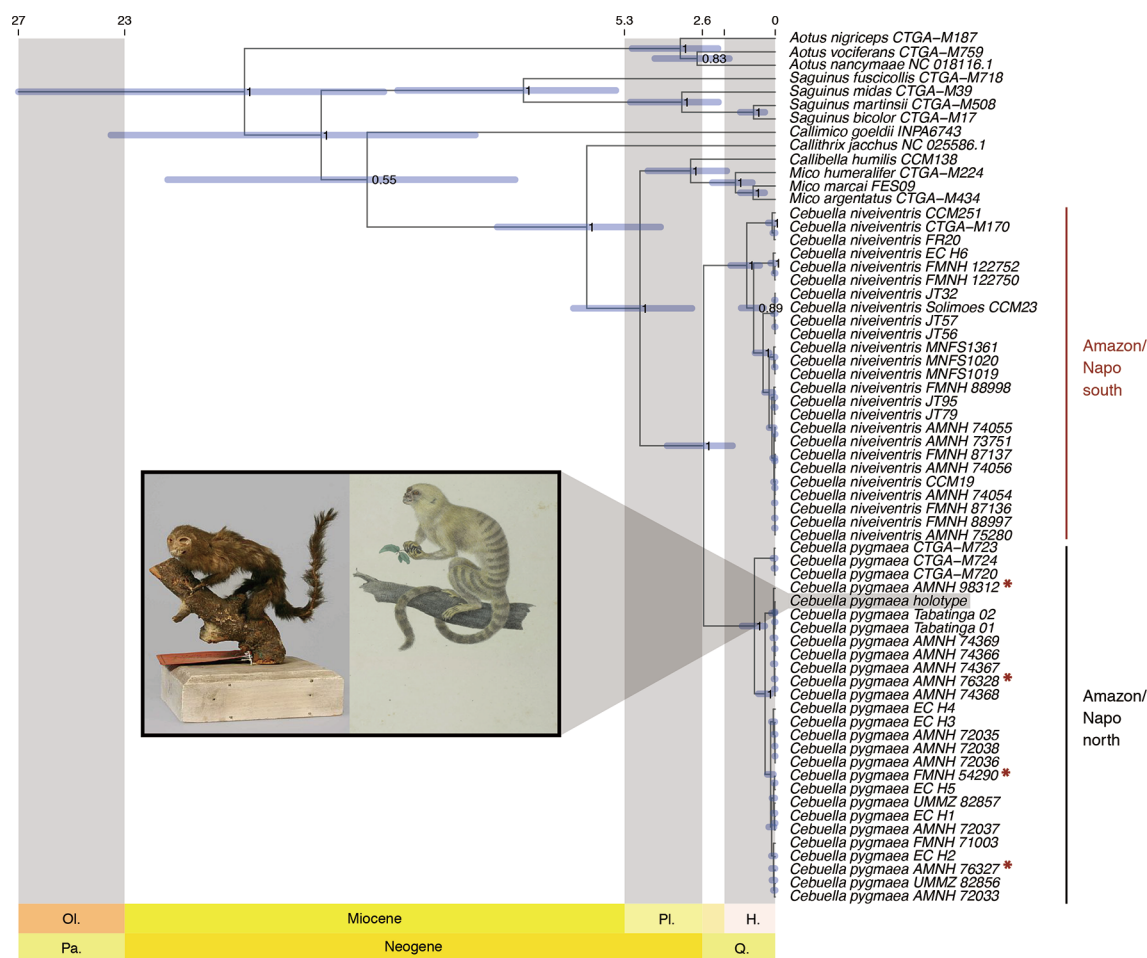 27 23 5.3 2.6 0
Aotus nigriceps CTGA−M187
1
Aotus vociferans CTGA−M759
0.83
Aotus nancymaae NC 018116.1
Saguinus fuscicollis CTGA−M718
1
1
Saguinus midas CTGA−M39
1
Saguinus martinsii CTGA−M508
1
Saguinus bicolor CTGA−M17
1
Callimico goeldii INPA6743
Callithrix jacchus NC 025586.1
Callibella humilis CCM138
1
Mico humeralifer CTGA−M224
0.55
1
Mico marcai FES09
1
Mico argentatus CTGA−M434
Cebuella niveiventris CCM251
1
1
Cebuella niveiventris CTGA−M170
Cebuella niveiventris FR20
Cebuella niveiventris EC H6
1
1
Cebuella niveiventris FMNH 122752
Cebuella niveiventris FMNH 122750
Cebuella niveiventris JT32
1
0.89
Cebuella niveiventris Solimoes CCM23
Cebuella niveiventris JT57
Cebuella niveiventris JT56
Cebuella niveiventris MNFS1361
1
Cebuella niveiventris MNFS1020
Cebuella niveiventris MNFS1019
Cebuella niveiventris FMNH 88998
Cebuella niveiventris JT95
Cebuella niveiventris JT79
Cebuella niveiventris AMNH 74055
Cebuella niveiventris AMNH 73751
1
Cebuella niveiventris FMNH 87137
Cebuella niveiventris AMNH 74056
Cebuella niveiventris CCM19
Cebuella niveiventris AMNH 74054
Cebuella niveiventris FMNH 87136
Cebuella niveiventris FMNH 88997
Cebuella niveiventris AMNH 75280
Amazon/
Napo
south
Cebuella pygmaea CTGA−M723
Cebuella pygmaea CTGA−M724
Cebuella pygmaea CTGA−M720
Cebuella pygmaea AMNH 98312 *
Cebuella pygmaea holotype
Cebuella pygmaea Tabatinga 02
1
Cebuella pygmaea Tabatinga 01
Cebuella pygmaea AMNH 74369
Cebuella pygmaea AMNH 74366
Cebuella pygmaea AMNH 74367
Cebuella pygmaea AMNH 76328 *
1
Cebuella pygmaea AMNH 74368
Cebuella pygmaea EC H4
Cebuella pygmaea EC H3
Cebuella pygmaea AMNH 72035
Cebuella pygmaea AMNH 72038
Cebuella pygmaea AMNH 72036
Cebuella pygmaea FMNH 54290 *
Cebuella pygmaea EC H5
Cebuella pygmaea UMMZ 82857
Cebuella pygmaea EC H1
Cebuella pygmaea AMNH 72037
Cebuella pygmaea FMNH 71003
Cebuella pygmaea EC H2
Cebuella pygmaea AMNH 76327 *
Cebuella pygmaea UMMZ 82856
Cebuella pygmaea AMNH 72033
Amazon/
Napo
north
Ol. Miocene Pl. H.
Pa. Neogene Q.